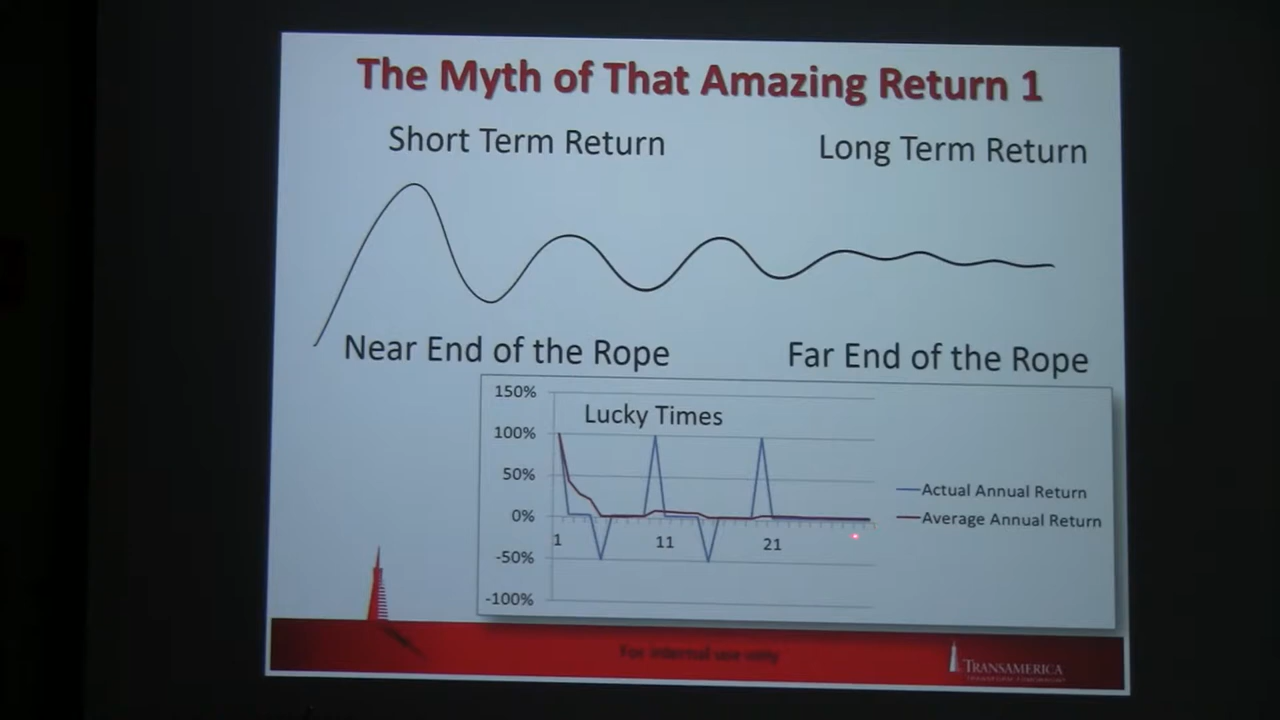 The Myth of That Amazing Return 1
Short Term Return
Long Term Return
Near End of the Rope
Far End of the Rope
150%
100%
50%
0%
-50%
-100%
Lucky Times
1
11
21
Actual Annual Return
Average Annual Return
For internal use only
TRANSAMERICA